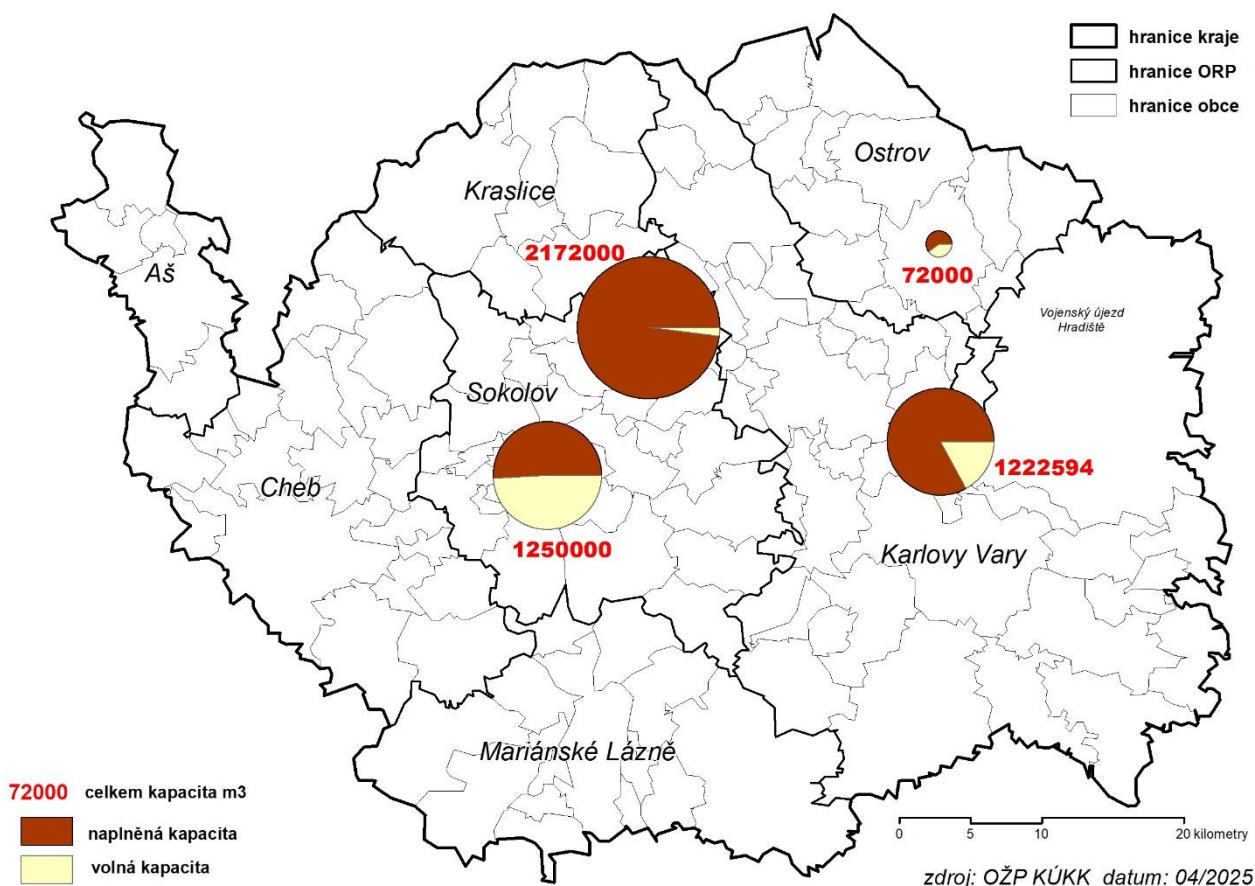 hranice kraje
hranice ORP
hranice obce
Ostrov
Kraslice
2172000
Aš
72000
Vojenský újezd
Hradiště
Sokolov
1222594
Cheb
1250000
Karlovy Vary
Mariánské Lázně
72000 celkem kapacita m3
naplněná kapacita
volná kapacita
0 5 10 20 kilometry
zdroj: OŽP KÚKK datum: 04/2025